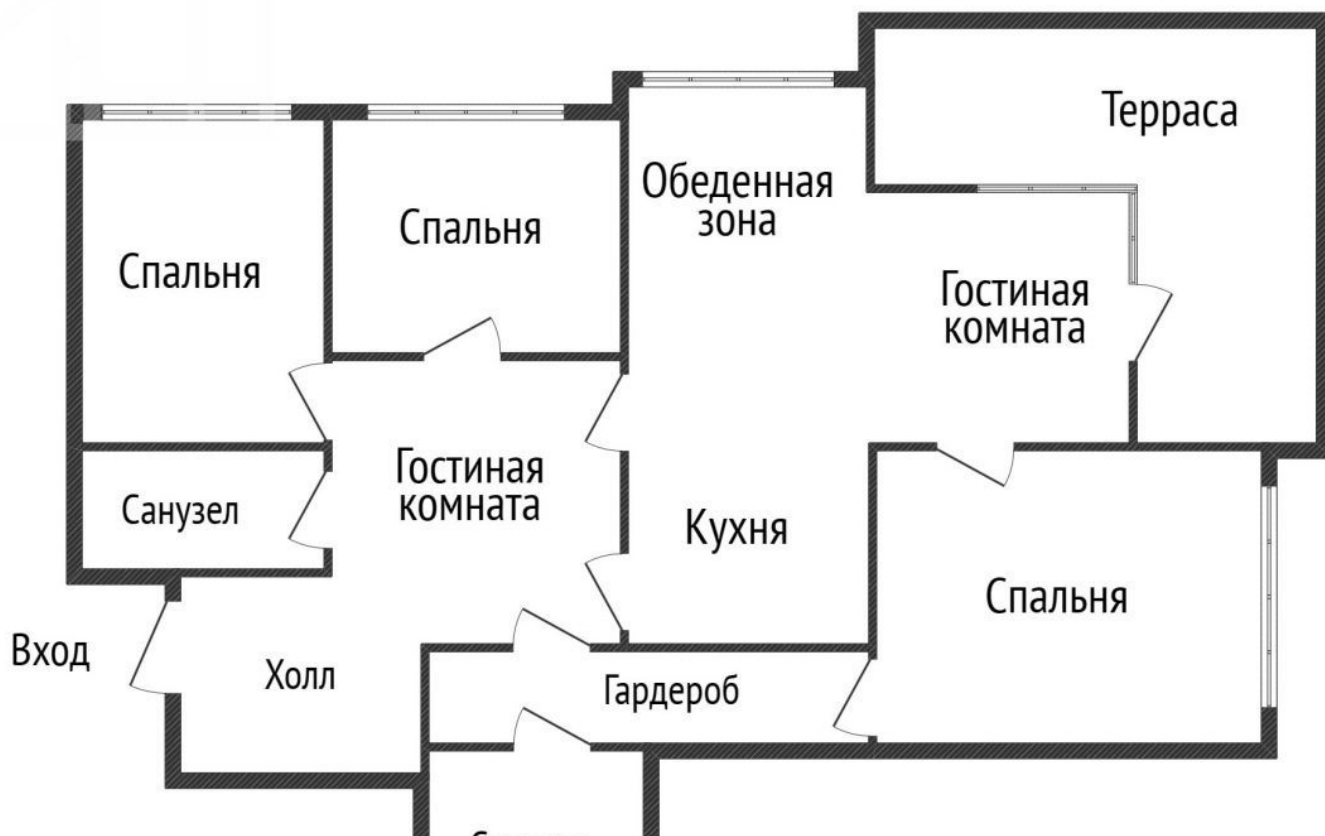 Терраса
Обеденная
зона
Спальня
Спальня
Гостиная
комната
Гостиная
комната
Санузел
Кухня
Спальня
Вход
Холл
Гардероб